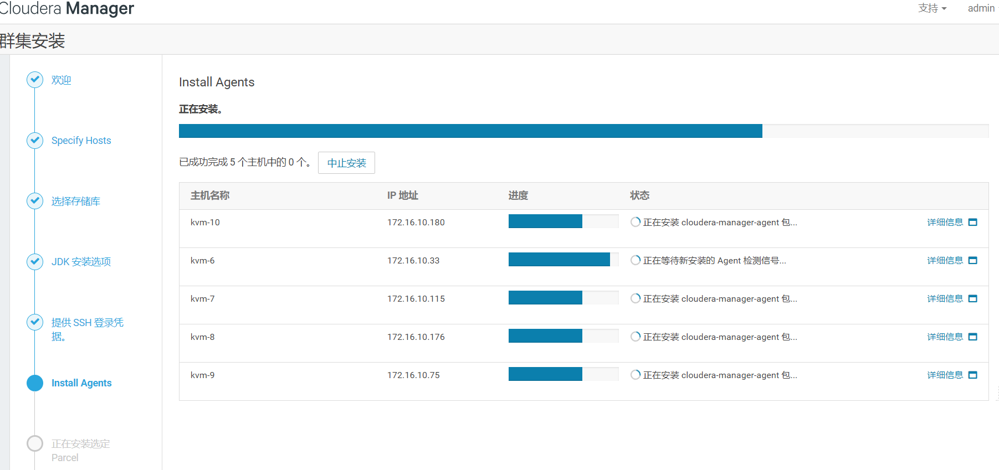 Cloudera Manager
支持
admin
群集安装
欢迎
Specify Hosts
选择存储库
JDK 安装选项
提供 SSH 登录凭
据。
Install Agents
正在安装选定
Parcel
Install Agents
正在安装。
已成功完成 5 个主机中的 0 个。 中止安装
主机名称 IP 地址 进度 状态
kvm-10 172.16.10.180 正在安装 cloudera-manager-agent 包... 详细信息
kvm-6 172.16.10.33 正在等待新安装的 Agent 检测信号... 详细信息
kvm-7 172.16.10.115 正在安装 cloudera-manager-agent 包... 详细信息
kvm-8 172.16.10.176 正在安装 cloudera-manager-agent 包... 详细信息
kvm-9 172.16.10.75 正在安装 cloudera-manager-agent 包... 详细信息